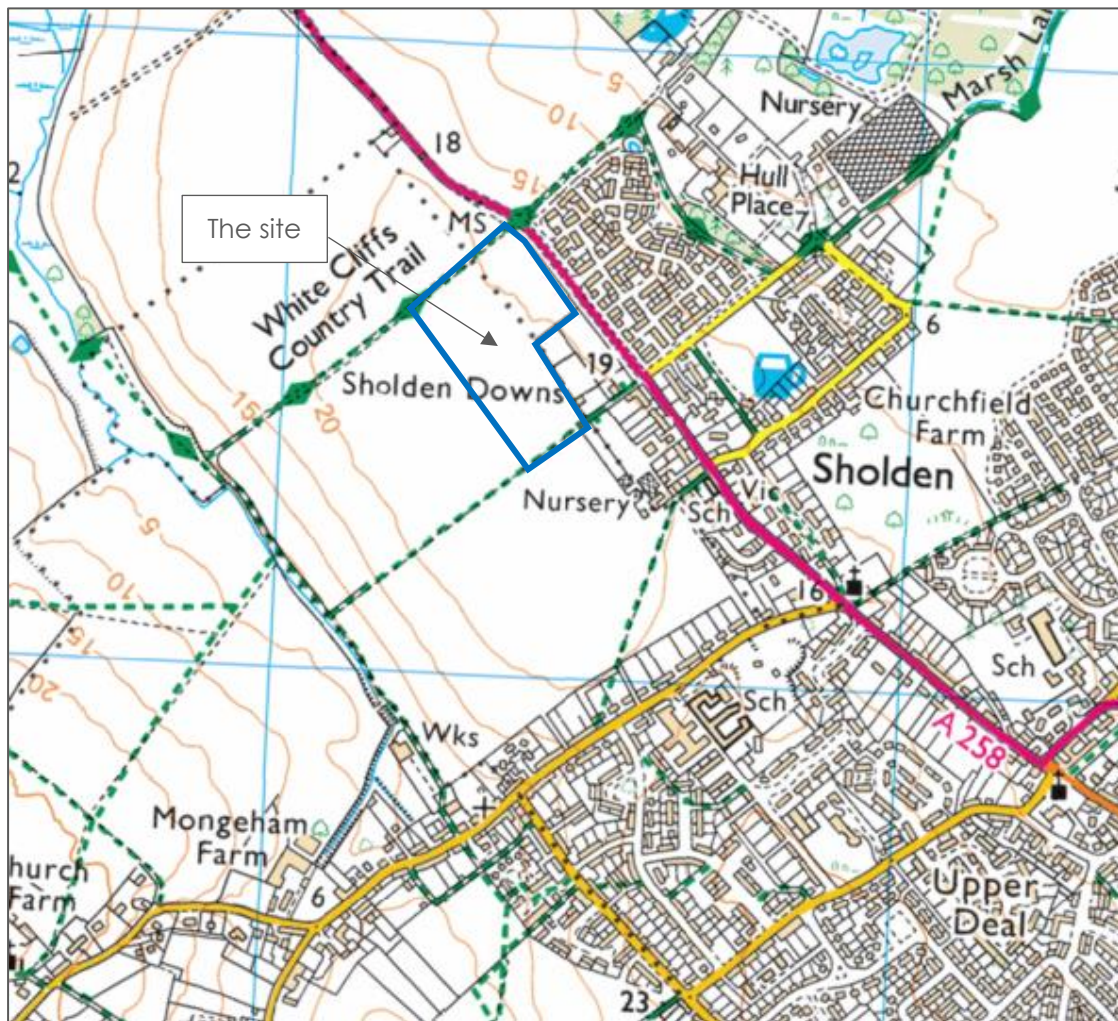 Marsh Lan
Nursery
5
10
18
15
2
Hull
Place
7
MS
The site
White Cliffs
Country Trail
6
19
Sholden Downs
15
20
Churchfield
Farm
Sholden
Nursery
Vic
Sch
5
10
16
15
Sch
20
Sch
Wks
A 258
Mongeham
Farm
hurch
Farm
6
Upper
Deal
23